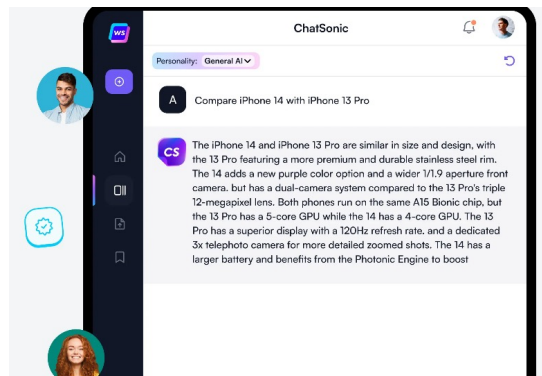 ws
ChatSonic
Personality: General AI
A
Compare iPhone 14 with iPhone 13 Pro
CS
The iPhone 14 and iPhone 13 Pro are similar in size and design, with
the 13 Pro featuring a more premium and durable stainless steel rim.
The 14 adds a new purple color option and a wider 1/1.9 aperture front
camera. but has a dual-camera system compared to the 13 Pro's triple
12-megapixel lens. Both phones run on the same A15 Bionic chip, but
the 13 Pro has a 5-core GPU while the 14 has a 4-core GPU. The 13
Pro has a superior display with a 120Hz refresh rate. and a dedicated
3x telephoto camera for more detailed zoomed shots. The 14 has a
larger battery and benefits from the Photonic Engine to boost